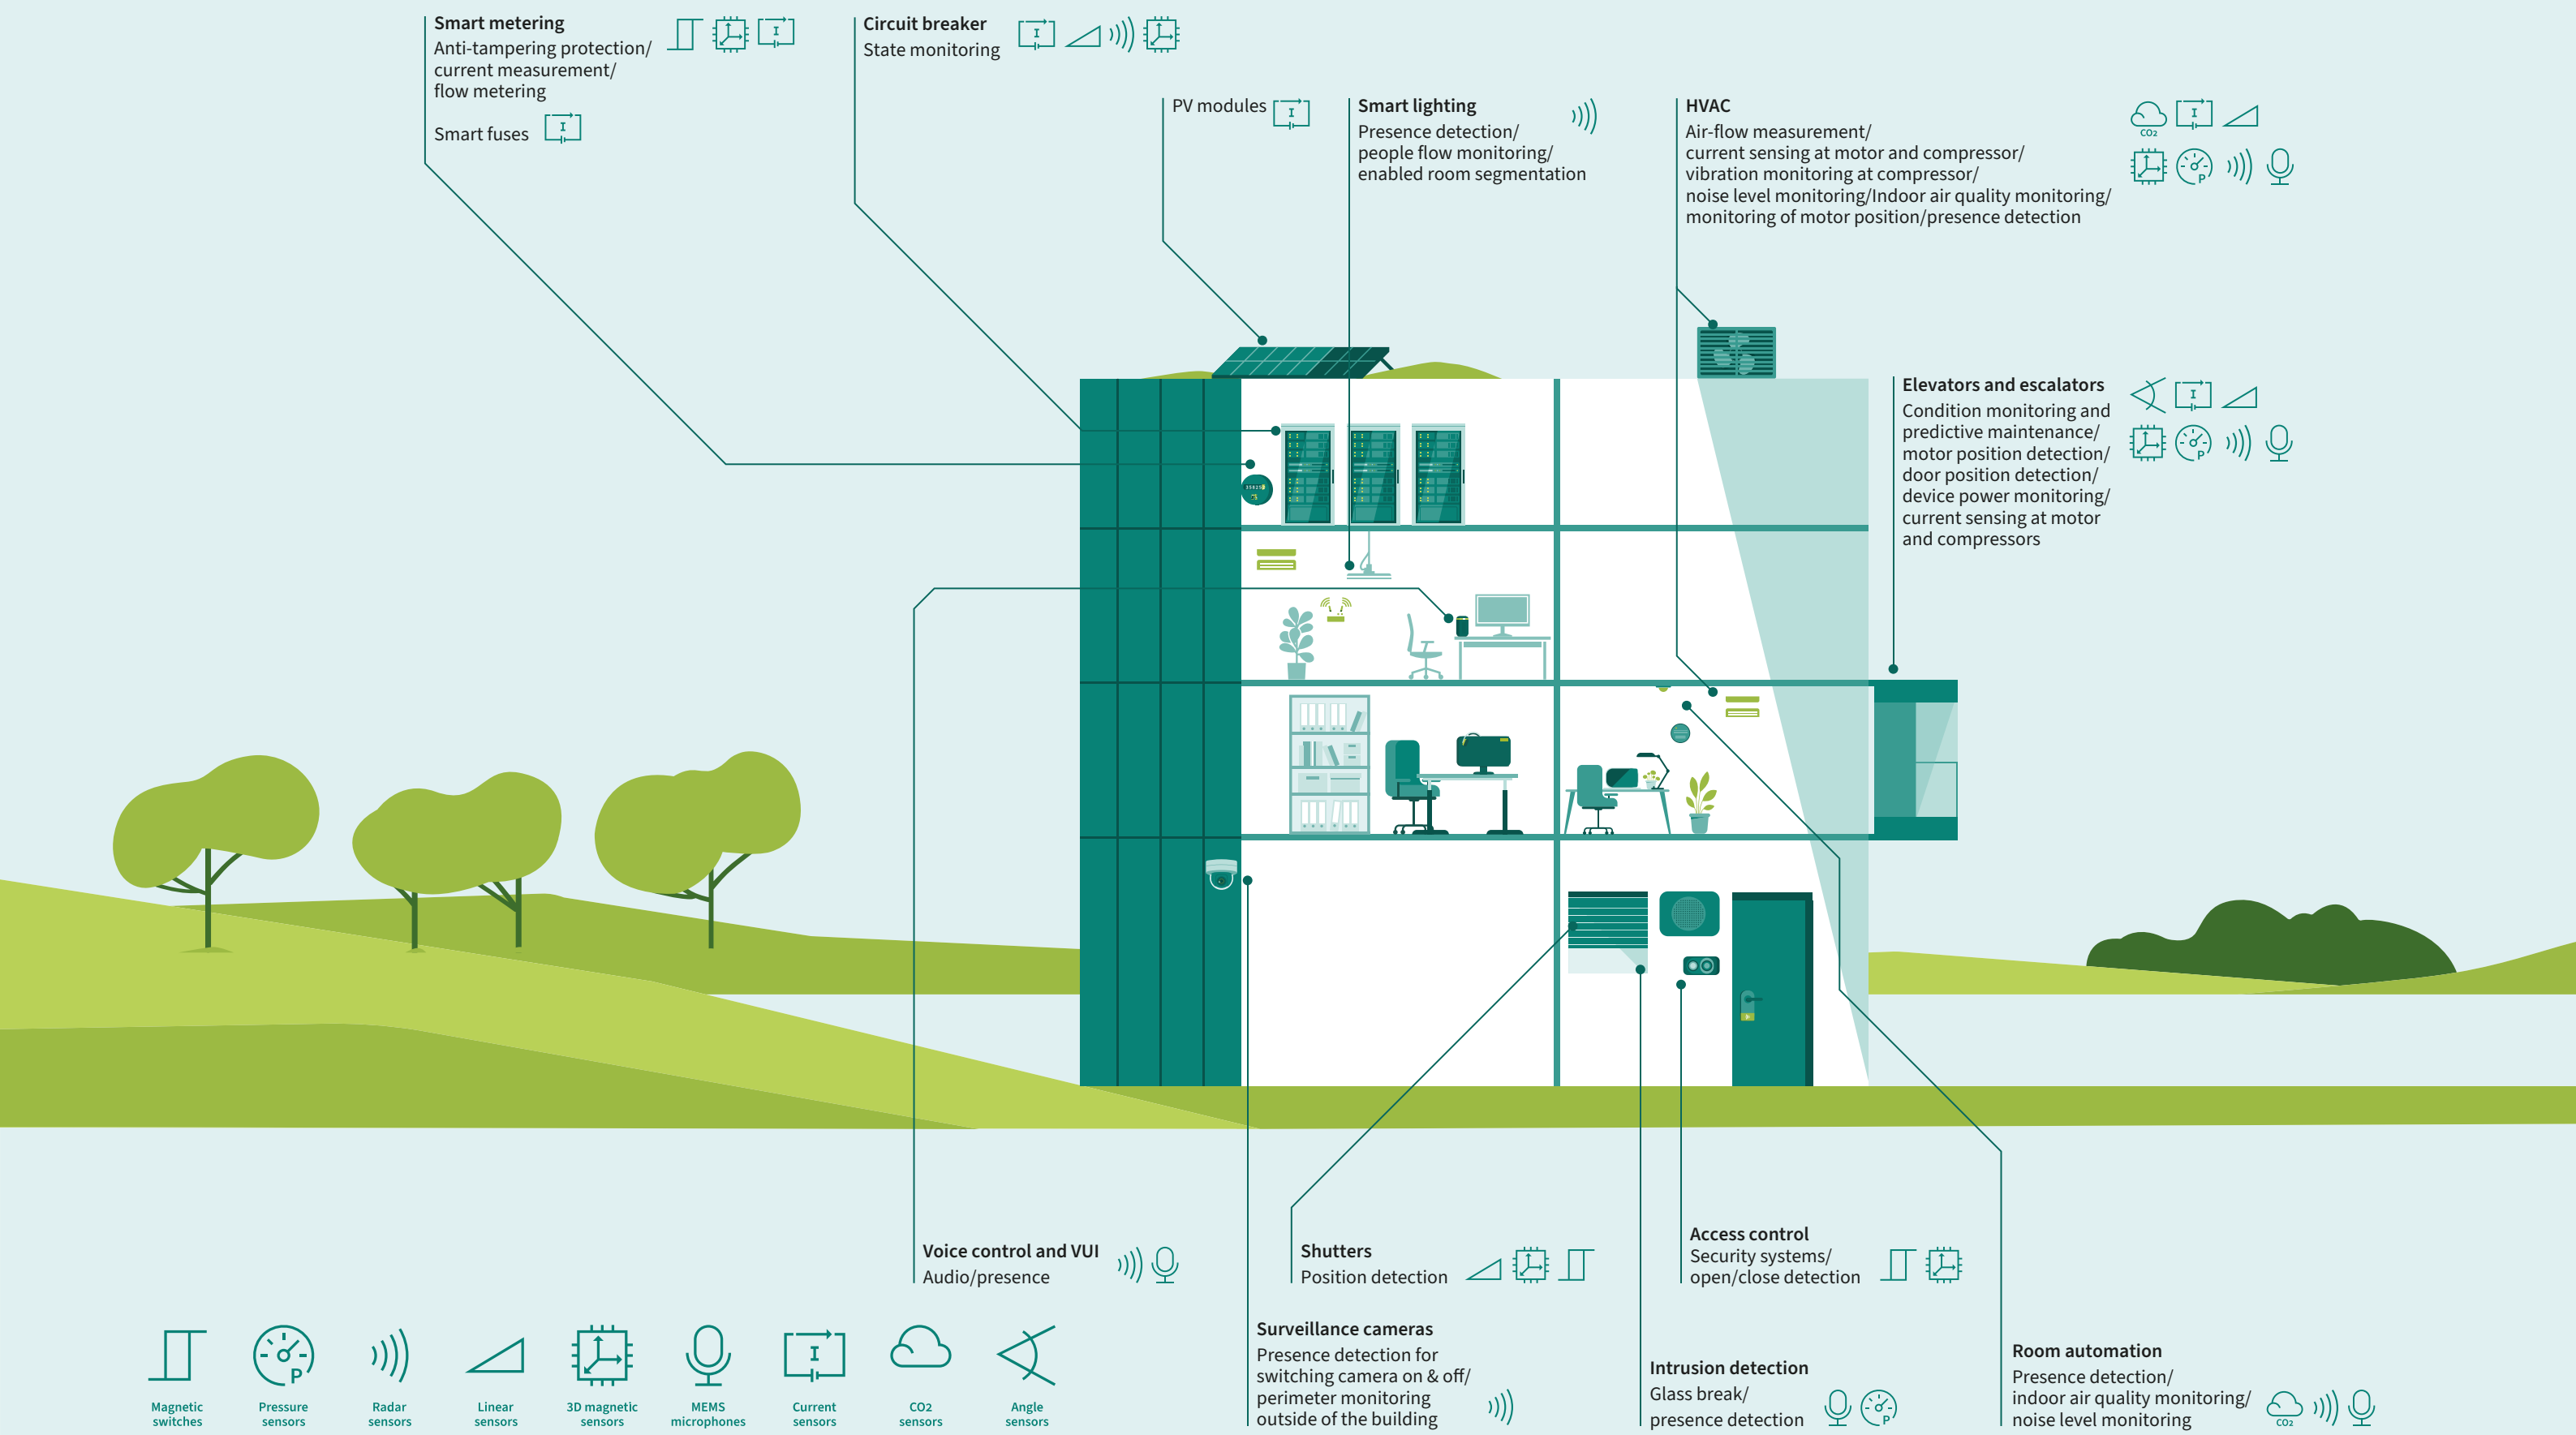 Smart metering
Anti-tampering protection/
current measurement/
flow metering
Smart fuses
I
I
Circuit breaker
State monitoring
I
PV modules
I
Smart lighting
Presence detection/
people flow monitoring/
enabled room segmentation
HVAC
Air-flow measurement/
current sensing at motor and compressor/
vibration monitoring at compressor/
noise level monitoring/Indoor air quality monitoring/
monitoring of motor position/presence detection
CO2
I
P
Elevators and escalators
Condition monitoring and
predictive maintenance/
motor position detection/
door position detection/
device power monitoring/
current sensing at motor
and compressors
I
P
Voice control and VUI
Audio/presence
Shutters
Position detection
Access control
Security systems/
open/close detection
Surveillance cameras
Presence detection for
switching camera on & off/
perimeter monitoring
outside of the building
Intrusion detection
Glass break/
presence detection
P
Room automation
Presence detection/
indoor air quality monitoring/
noise level monitoring
CO2
P
I
Magnetic
switches
Pressure
sensors
Radar
sensors
Linear
sensors
3D magnetic
sensors
MEMS
microphones
Current
sensors
CO2
sensors
Angle
sensors